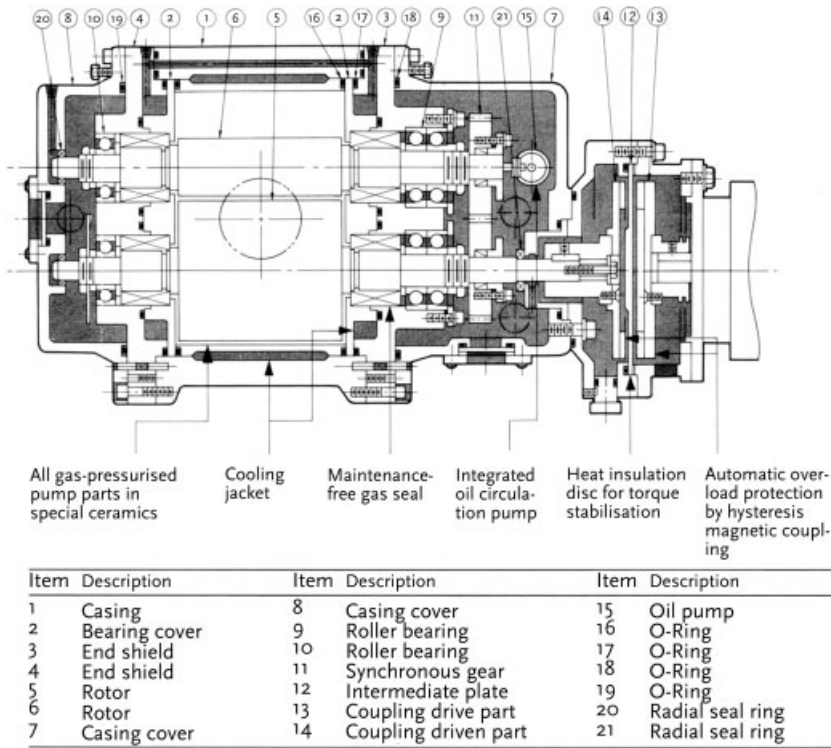 20 8 10 19 4 2 1 6 5 16 2 17 3 18 9 11 21 15 7 14 12 13
All gas-pressurised
pump parts in
special ceramics
Cooling
jacket
Maintenance-
free gas seal
Integrated
oil circula-
tion pump
Heat insulation
disc for torque
stabilisation
Automatic over-
load protection
by hysteresis
magnetic coupl-
ing
Item Description Item Description Item Description
1 Casing 8 Casing cover 15 Oil pump
2 Bearing cover 9 Roller bearing 16 O-Ring
3 End shield 10 Roller bearing 17 O-Ring
4 End shield 11 Synchronous gear 18 O-Ring
5 Rotor 12 Intermediate plate 19 O-Ring
6 Rotor 13 Coupling drive part 20 Radial seal ring
7 Casing cover 14 Coupling driven part 21 Radial seal ring